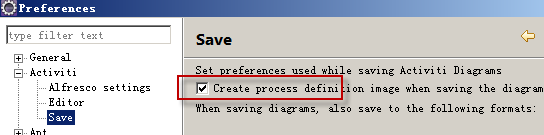 Preferences
type filter text
General
Activiti
Alfresco settings
Editor
Save
Ant
Save
Set preferences used while saving Activiti Diagrams
Create process definition image when saving the diagram
When saving diagrams, also save to the following formats: